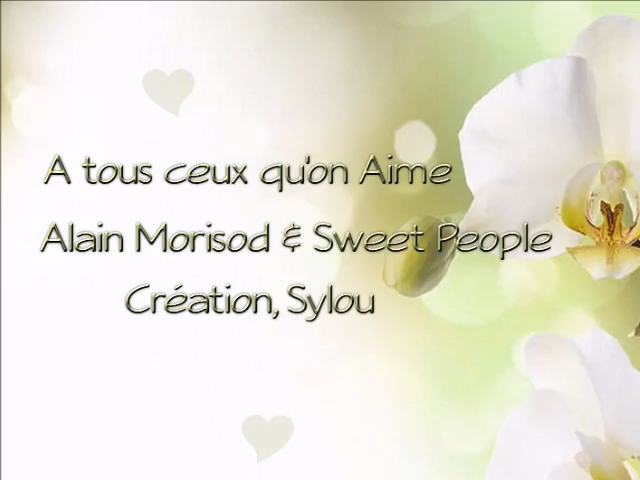 A tous ceux qu'on Aime
Alain Morisod & Sweet People
Création, Sylou